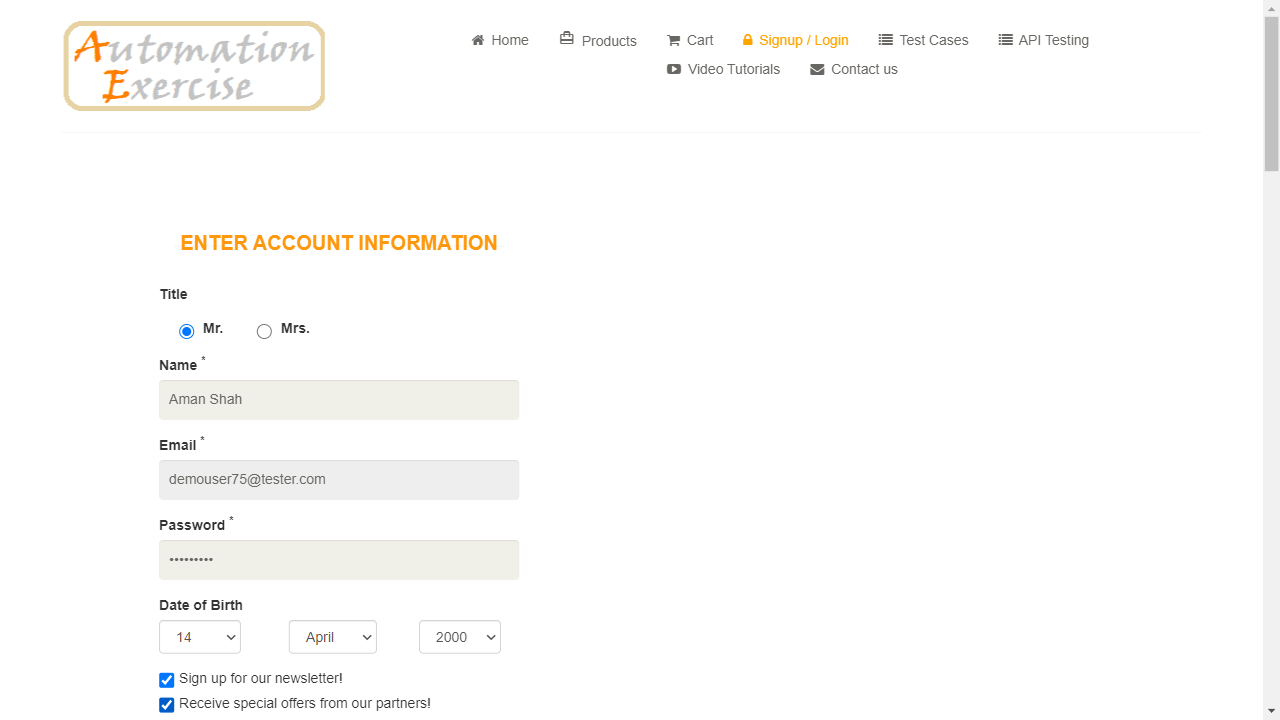 Automation
Exercise
Home Products Cart Signup / Login Test Cases API Testing
Video Tutorials Contact us
ENTER ACCOUNT INFORMATION
Title
Mr. Mrs.
Name *
Aman Shah
Email *
demouser75@tester.com
Password *
•••••••••
Date of Birth
14 April 2000
Sign up for our newsletter!
Receive special offers from our partners!